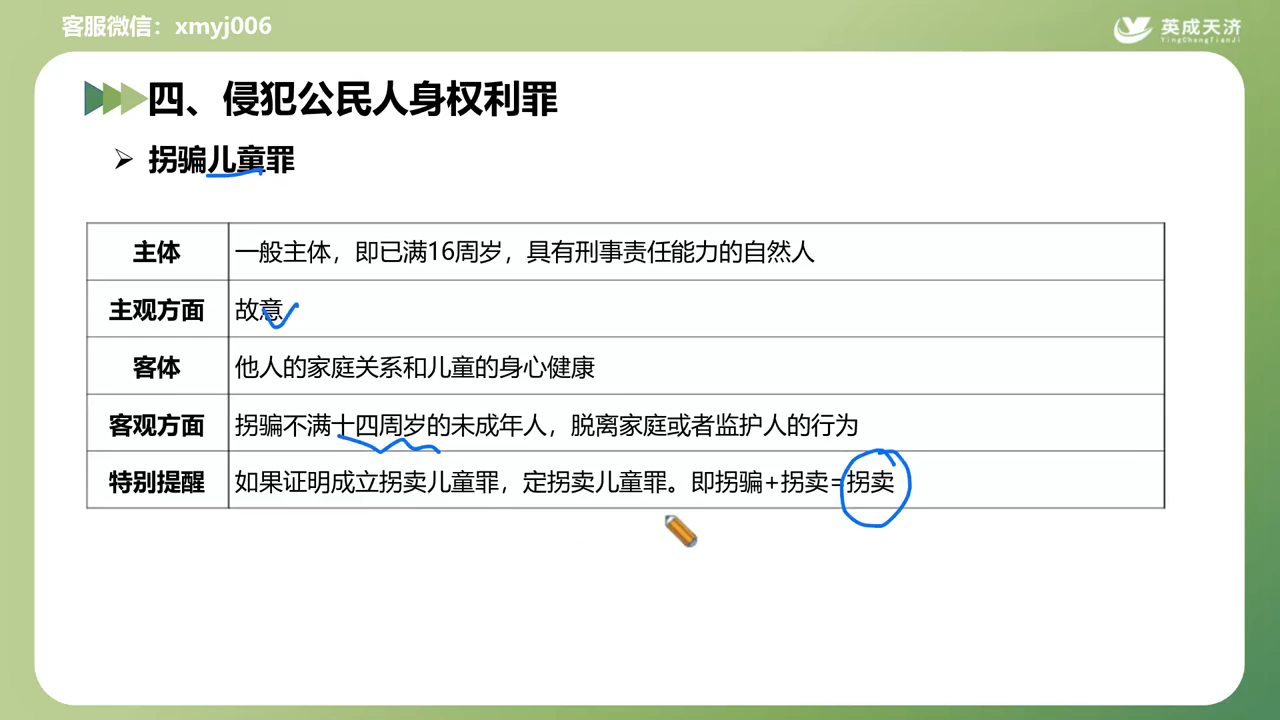 客服微信：xmyj006
英成天济
YingChengTianJi
四、侵犯公民人身权利罪
拐骗儿童罪
主体 一般主体，即已满16周岁，具有刑事责任能力的自然人
主观方面 故意
客体 他人的家庭关系和儿童的身心健康
客观方面 拐骗不满十四周岁的未成年人，脱离家庭或者监护人的行为
特别提醒 如果证明成立拐卖儿童罪，定拐卖儿童罪。即拐骗+拐卖=拐卖